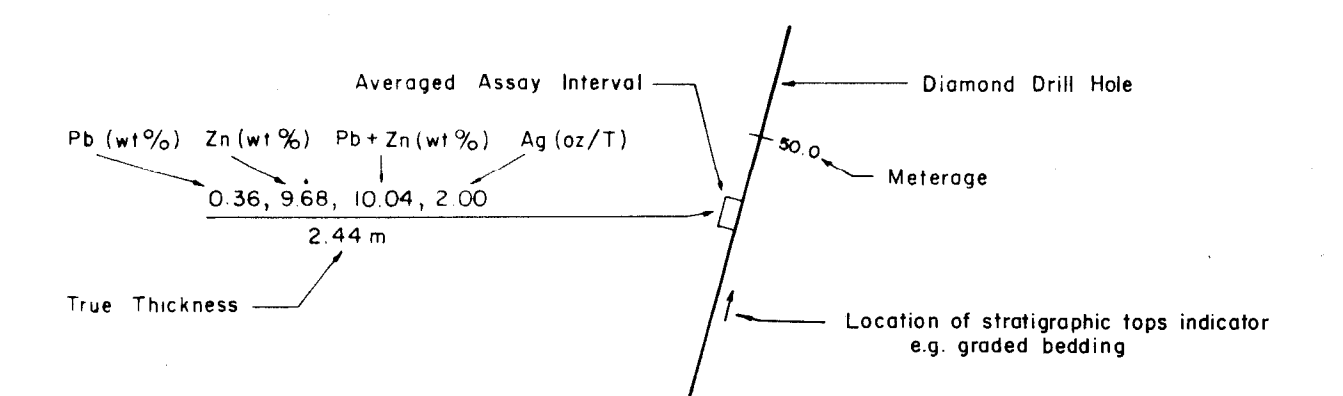 Averaged Assay Interval
Diamond Drill Hole
Pb (wt%) Zn (wt%) Pb + Zn (wt%) Ag (oz/T)
50.0
Meterage
0.36, 9.68, 10.04, 2.00
2.44 m
True Thickness
Location of stratigraphic tops indicator
e.g. graded bedding